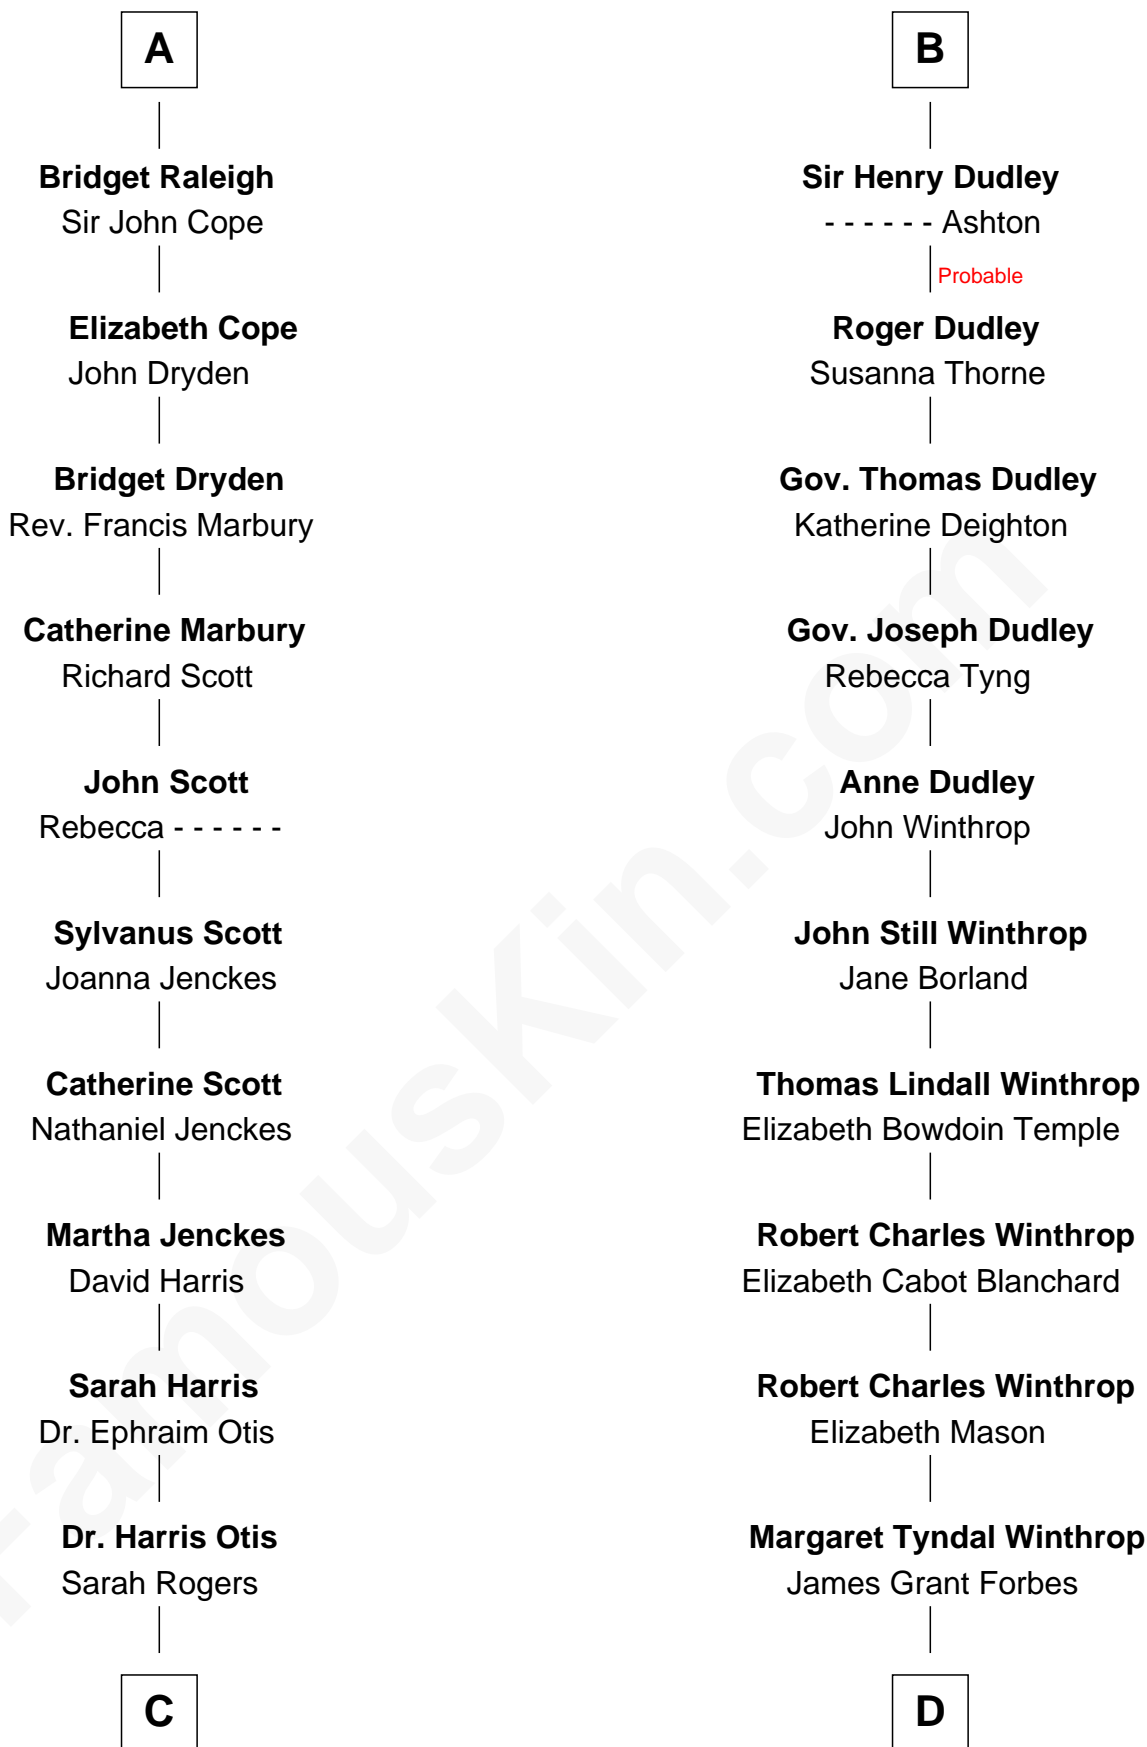 A
Bridget Raleigh
Sir John Cope
Elizabeth Cope
John Dryden
Bridget Dryden
Rev. Francis Marbury
Catherine Marbury
Richard Scott
John Scott
Rebecca - - - - - -
Sylvanus Scott
Joanna Jenckes
Catherine Scott
Nathaniel Jenckes
Martha Jenckes
David Harris
Sarah Harris
Dr. Ephraim Otis
Dr. Harris Otis
Sarah Rogers
C
B
Sir Henry Dudley
- - - - - - Ashton
Probable
Roger Dudley
Susanna Thorne
Gov. Thomas Dudley
Katherine Deighton
Gov. Joseph Dudley
Rebecca Tyng
Anne Dudley
John Winthrop
John Still Winthrop
Jane Borland
Thomas Lindall Winthrop
Elizabeth Bowdoin Temple
Robert Charles Winthrop
Elizabeth Cabot Blanchard
Robert Charles Winthrop
Elizabeth Mason
Margaret Tyndal Winthrop
James Grant Forbes
D
FamousKin.com